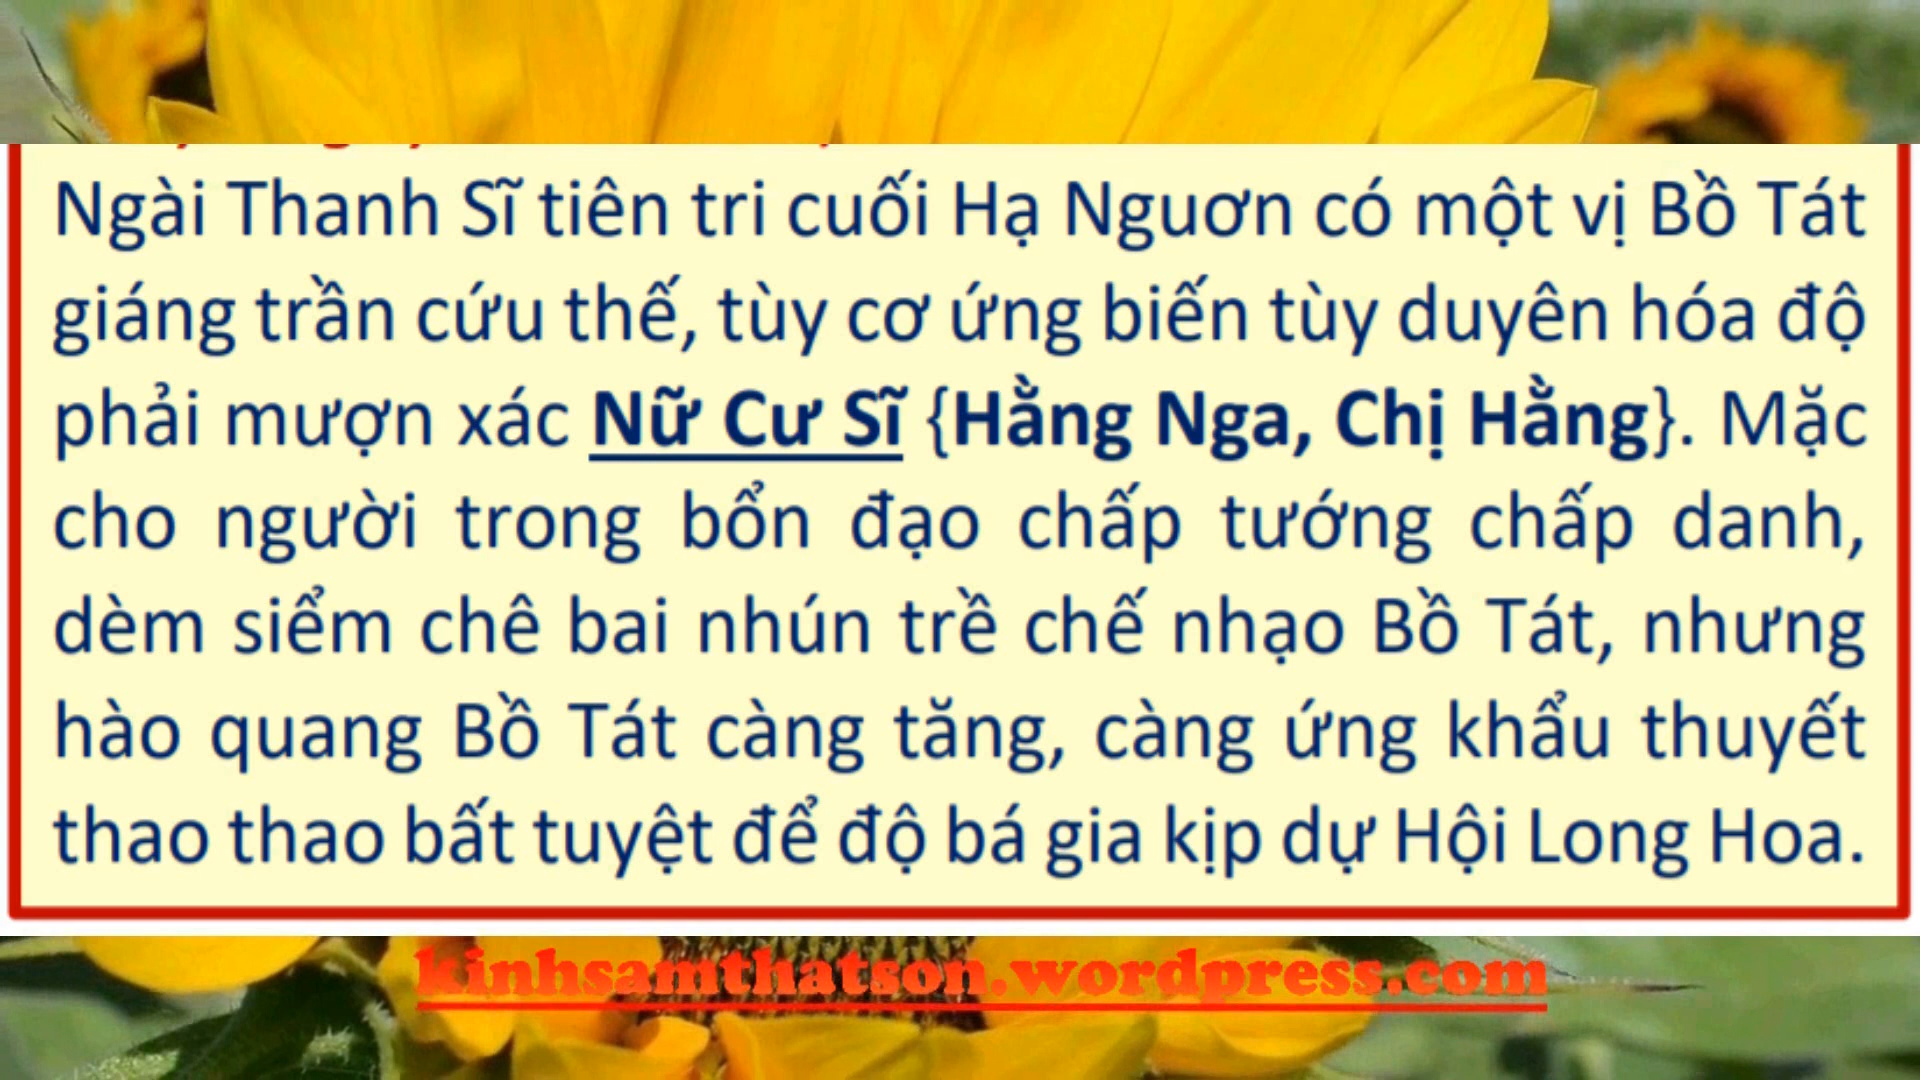 Ngài Thanh Sĩ tiên tri cuối Hạ Nguơn có một vị Bồ Tát
giáng trần cứu thế, tùy cơ ứng biến tùy duyên hóa độ
phải mượn xác Nữ Cư Sĩ {Hằng Nga, Chị Hằng}. Mặc
cho người trong bổn đạo chấp tướng chấp danh,
dèm siểm chê bai nhún trề chế nhạo Bồ Tát, nhưng
hào quang Bồ Tát càng tăng, càng ứng khẩu thuyết
thao thao bất tuyệt để độ bá gia kịp dự Hội Long Hoa.
kinhsamthatson.wordpress.com